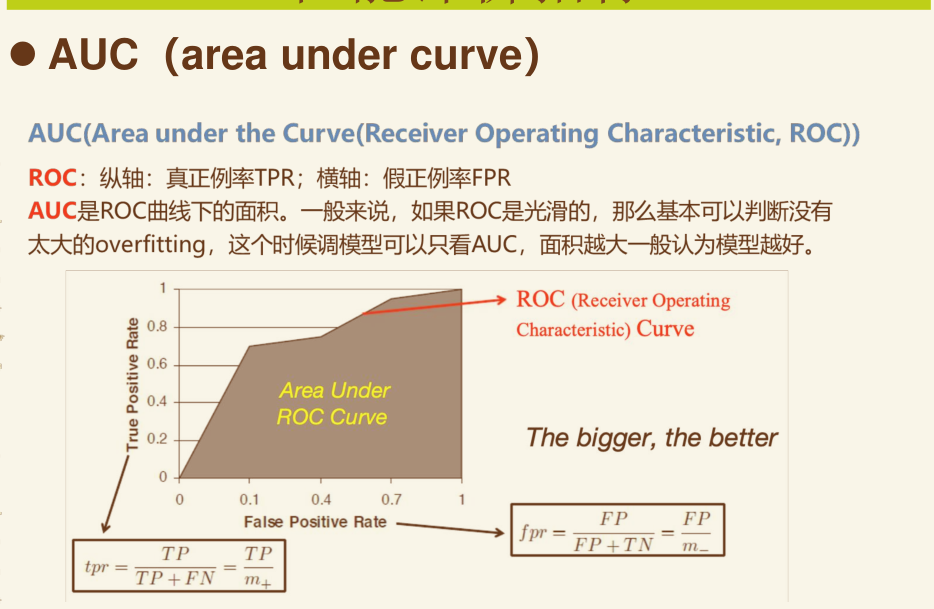 AUC（area under curve）
AUC(Area under the Curve(Receiver Operating Characteristic, ROC))
ROC：纵轴：真正例率TPR；横轴：假正例率FPR
AUC是ROC曲线下的面积。一般来说，如果ROC是光滑的，那么基本可以判断没有
太大的overfitting，这个时候调模型可以只看AUC，面积越大一般认为模型越好。
ROC (Receiver Operating
Characteristic) Curve
The bigger, the better
Area Under
ROC Curve
True Positive Rate
1
0.8
0.6
0.4
0.2
0
0 0.1 0.4 0.7 1
False Positive Rate
tpr = TP / (TP + FN) = TP / m₊
fpr = FP / (FP + TN) = FP / m₋